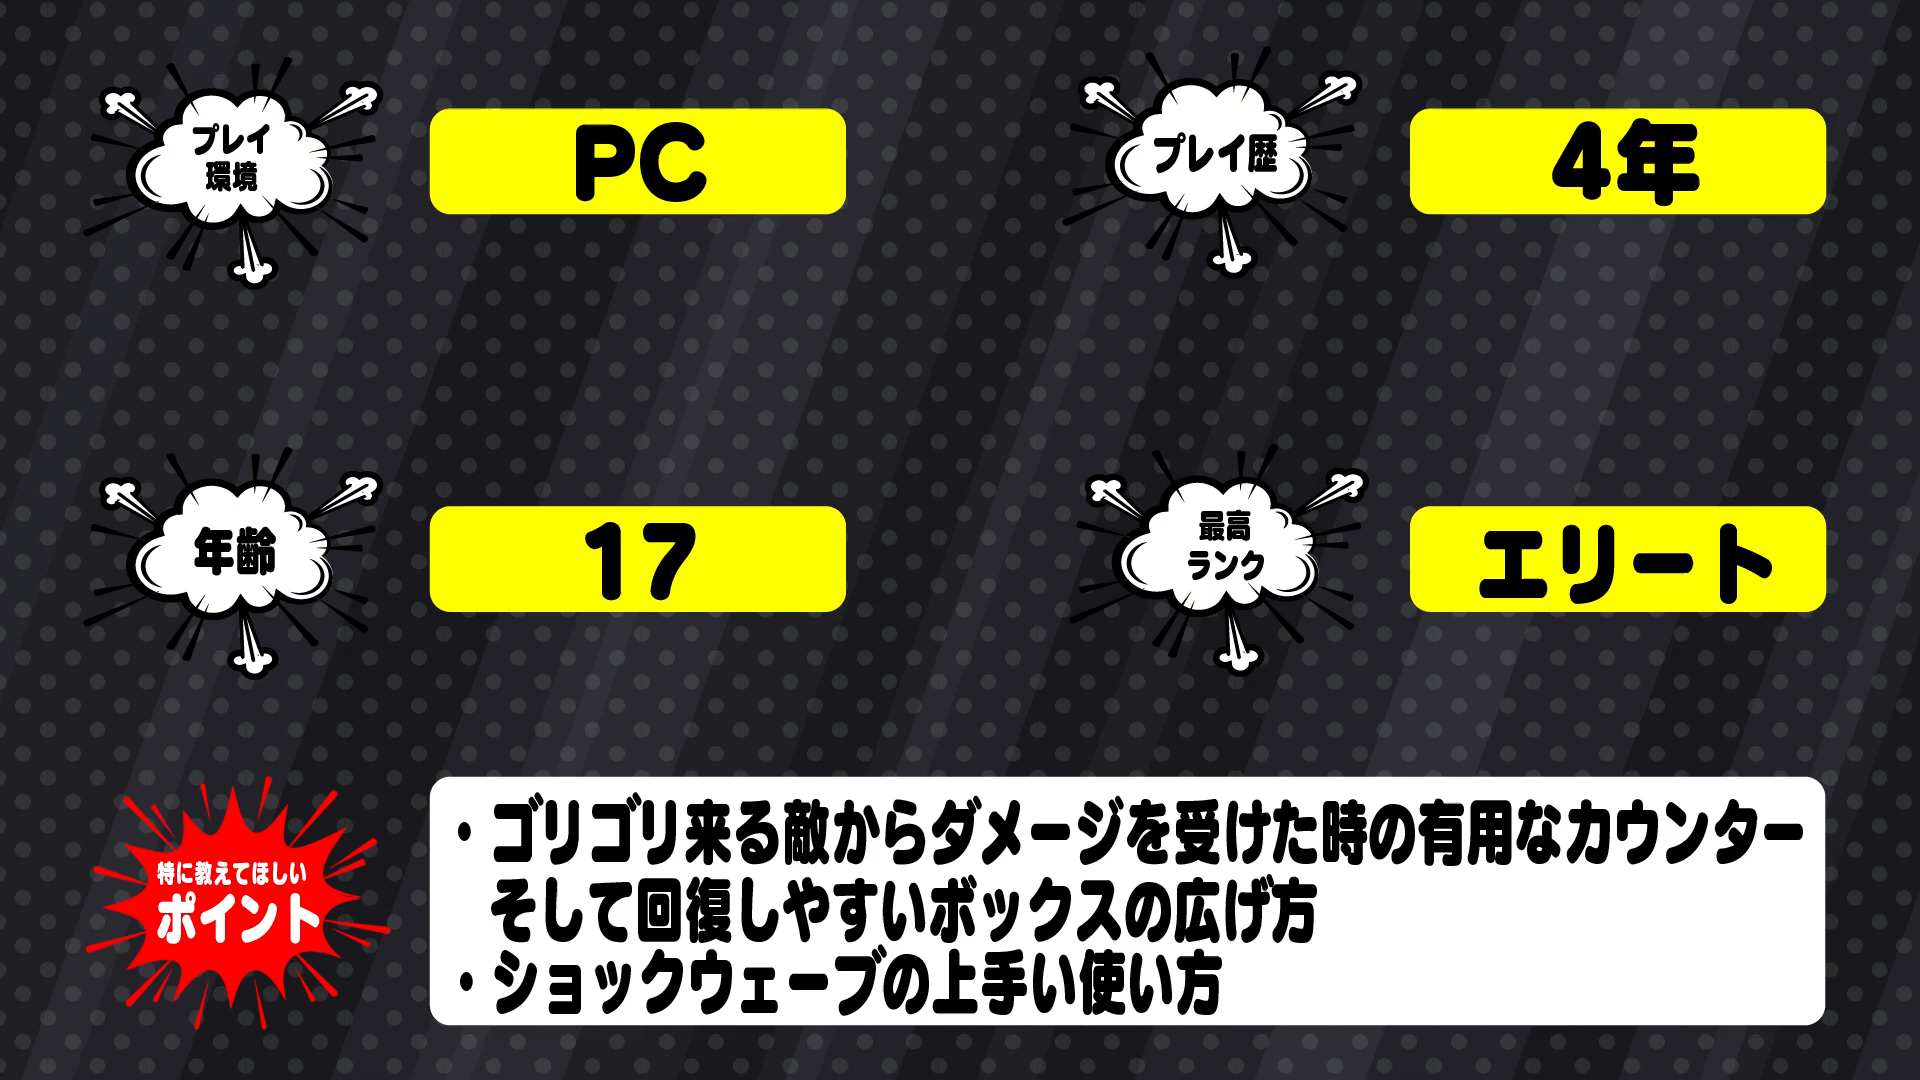 プレイ
環境
PC
プレイ歴
4年
年齢
17
最高
ランク
エリート
特に教えてほしい
ポイント
・ゴリゴリ来る敵からダメージを受けた時の有用なカウンター
そして回復しやすいボックスの広げ方
・ショックウェーブの上手い使い方